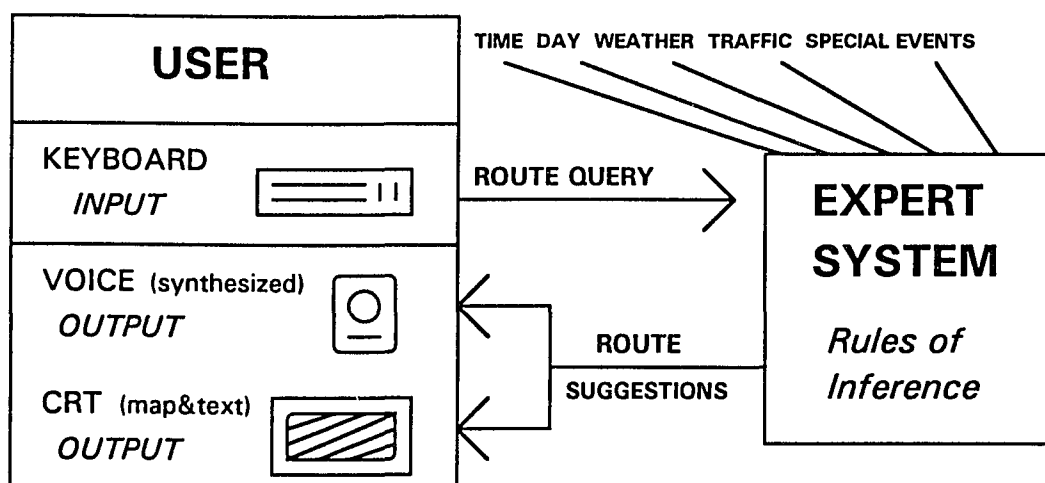 USER
TIME DAY WEATHER TRAFFIC SPECIAL EVENTS
KEYBOARD
INPUT
ROUTE QUERY
EXPERT
SYSTEM
Rules of
Inference
VOICE (synthesized)
OUTPUT
ROUTE
SUGGESTIONS
CRT (map&text)
OUTPUT